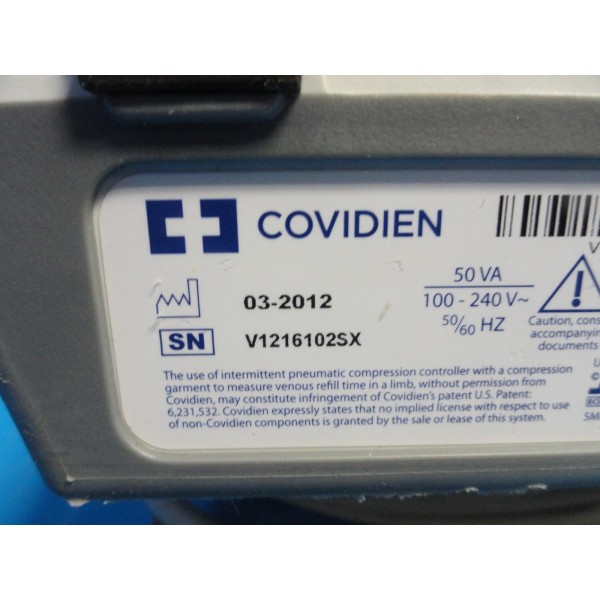 COVIDIEN
V
50 VA
03-2012
100 - 240 V~
50/60 HZ
Caution, cons
accompanying
documents
SN V1216102SX
The use of intermittent pneumatic compression controller with a compression
garment to measure venous refill time in a limb, without permission from
Covidien, may constitute infringement of Covidien's patent U.S. Patent:
6,231,532. Covidien expressly states that no implied license with respect to use
of non-Covidien components is granted by the sale or lease of this system.
U
©
SM